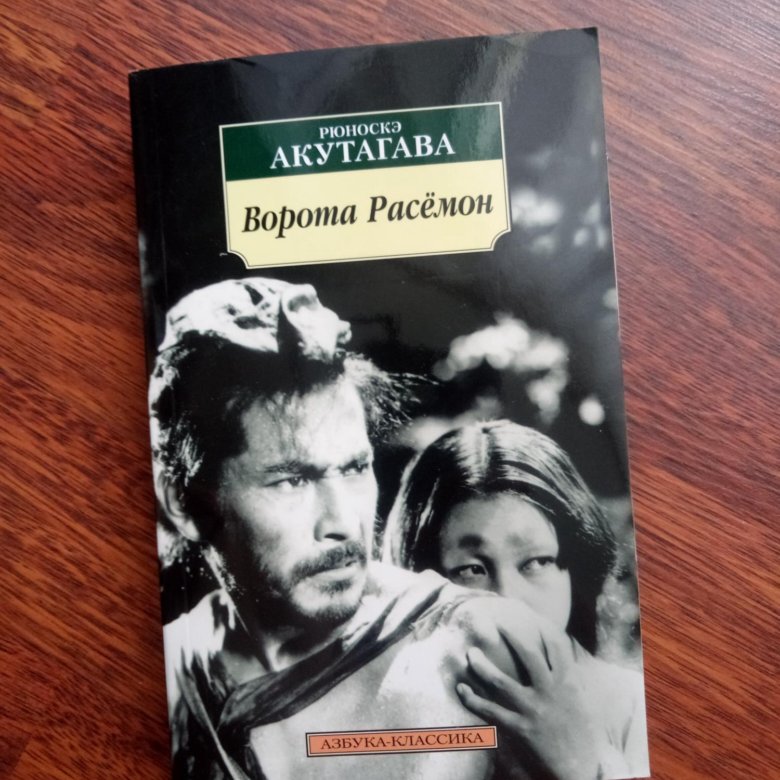 РЮНОСКЭ
АКУТАГАВА
Ворота Расёмон
АЗБУКА-КЛАССИКА